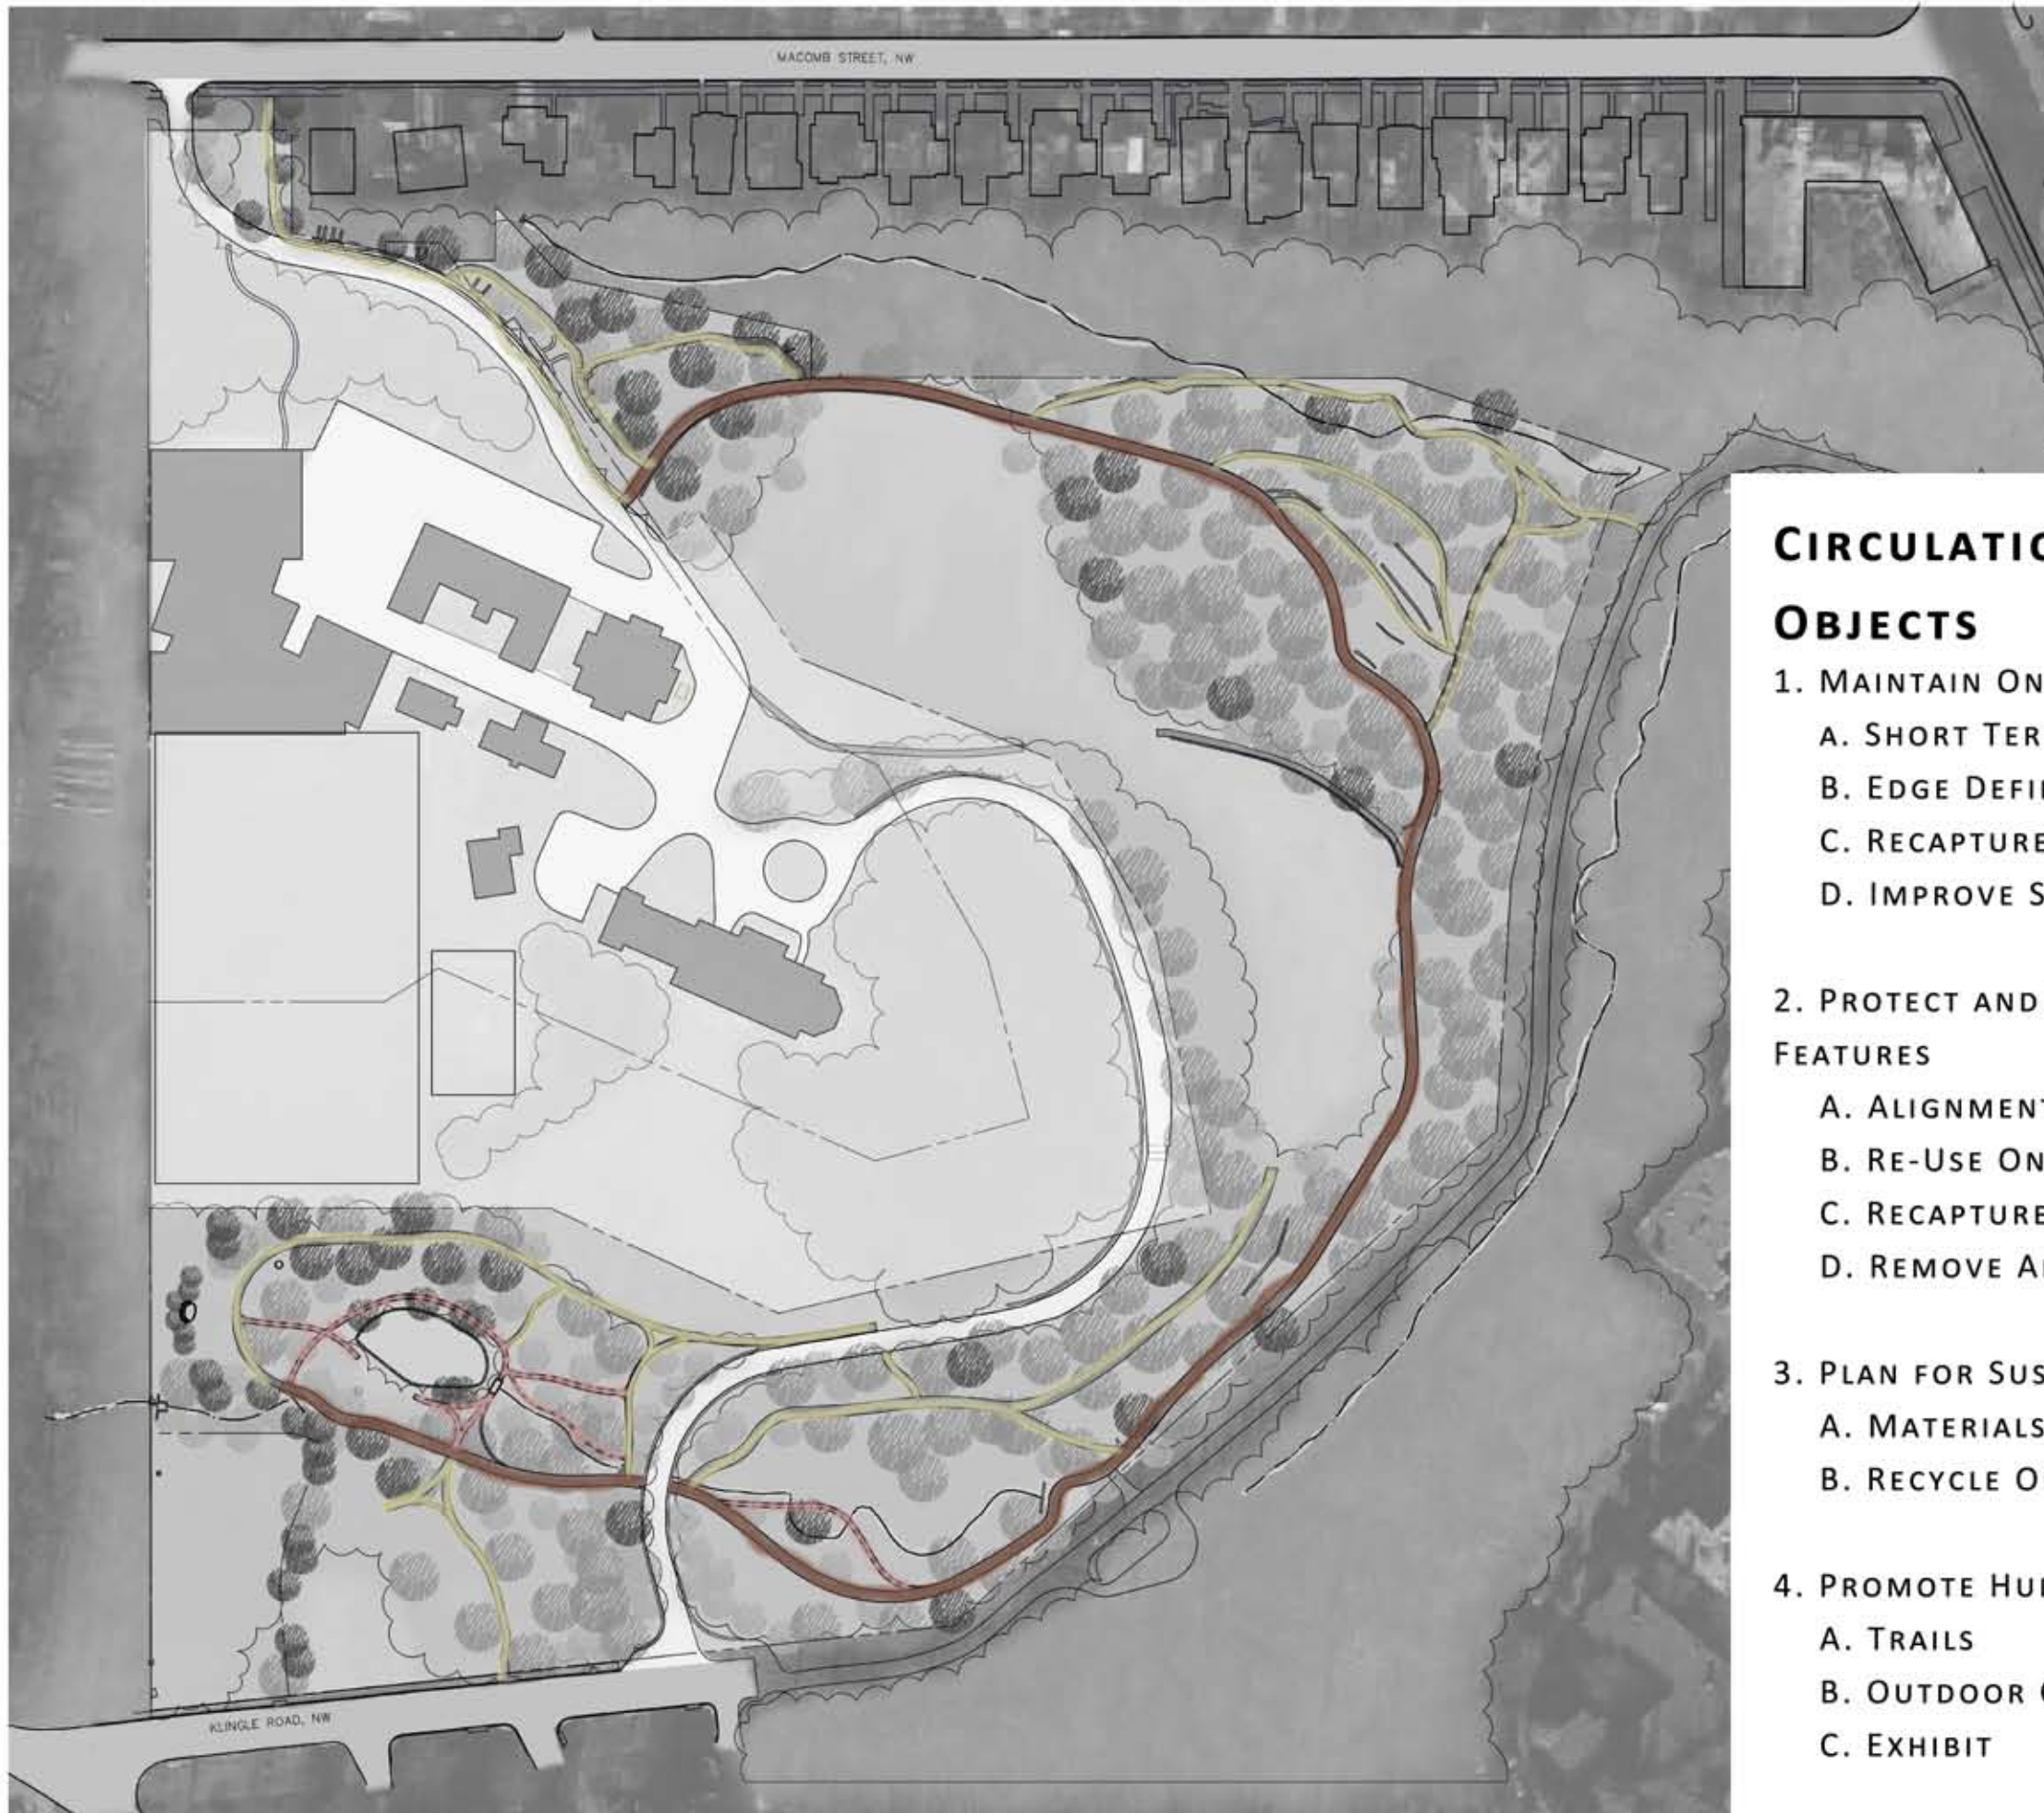 MACOMB STREET, NW
CIRCULATIO
OBJECTS
1. MAINTAIN ON
A. SHORT TER
B. EDGE DEFI
C. RECAPTURE
D. IMPROVE S
2. PROTECT AND
FEATURES
A. ALIGNMENT
B. RE-USE ON
C. RECAPTURE
D. REMOVE A
3. PLAN FOR SUS
A. MATERIALS
B. RECYCLE O
4. PROMOTE HU
A. TRAILS
B. OUTDOOR
C. EXHIBIT
KLINGLE ROAD, NW